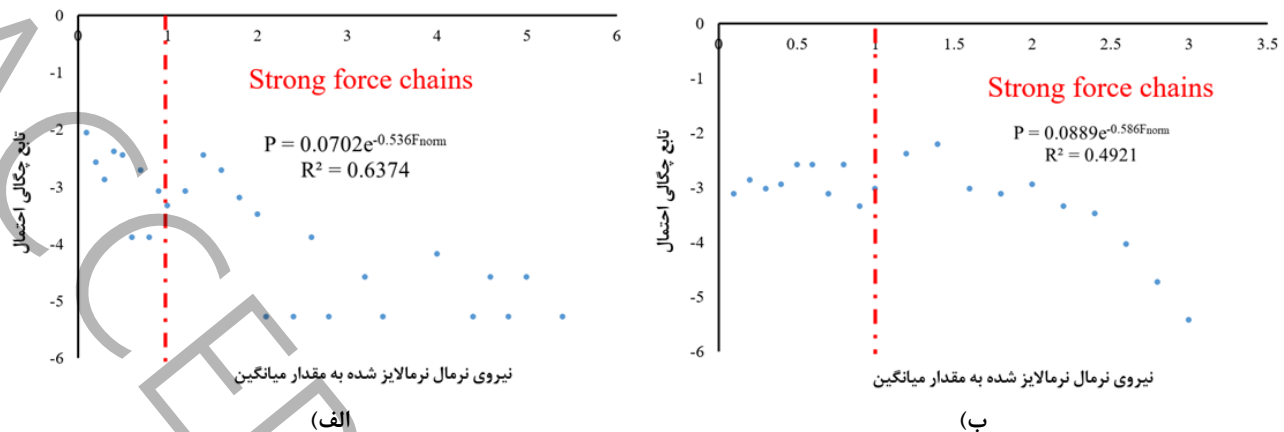 0
0 1 2 3 4 5 6
-1
-2
-3
-4
-5
-6
Strong force chains
P = 0.0702e-0.536Fnorm
R² = 0.6374
تابع چگالی احتمال
نیروی نرمال نرمالایز شده به مقدار میانگین
الف)
0
0 0.5 1 1.5 2 2.5 3 3.5
-1
-2
-3
-4
-5
-6
Strong force chains
P = 0.0889e-0.586Fnorm
R² = 0.4921
تابع چگالی احتمال
نیروی نرمال نرمالایز شده به مقدار میانگین
ب)
ACCE